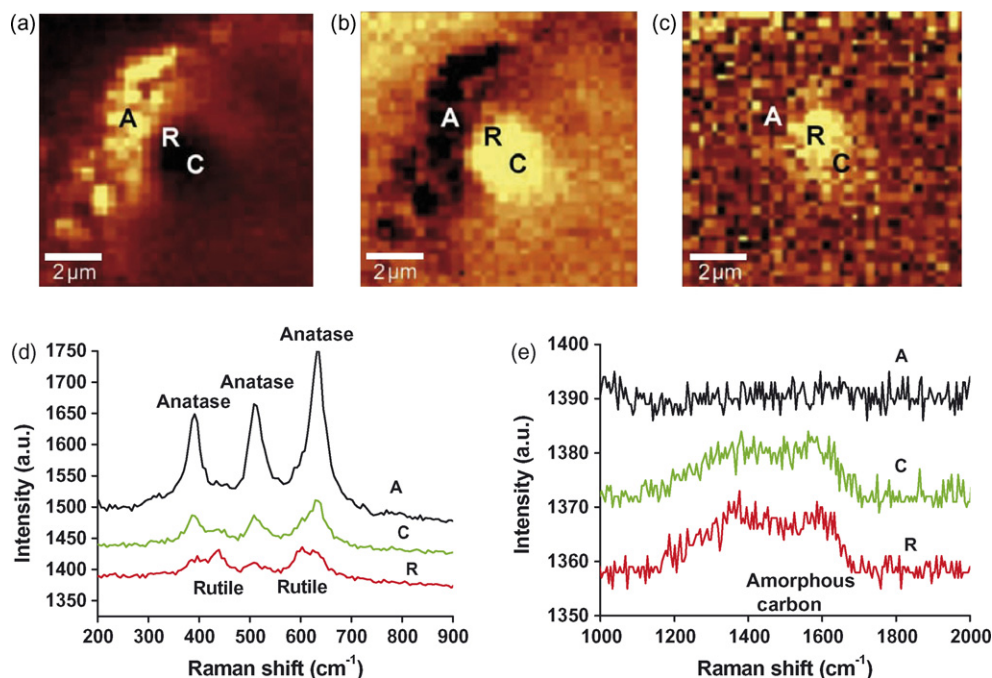 (a)
A
R
C
2 μm
(b)
A
R
C
2 μm
(c)
A
R
C
2 μm
(d)
1750
1700
1650
1600
1550
1500
1450
1400
1350
Intensity (a.u.)
Anatase
Anatase
Anatase
A
C
R
Rutile
Rutile
200 300 400 500 600 700 800 900
Raman shift (cm⁻¹)
(e)
1400
1390
1380
1370
1360
1350
Intensity (a.u.)
A
C
R
Amorphous
carbon
1000 1200 1400 1600 1800 2000
Raman shift (cm⁻¹)